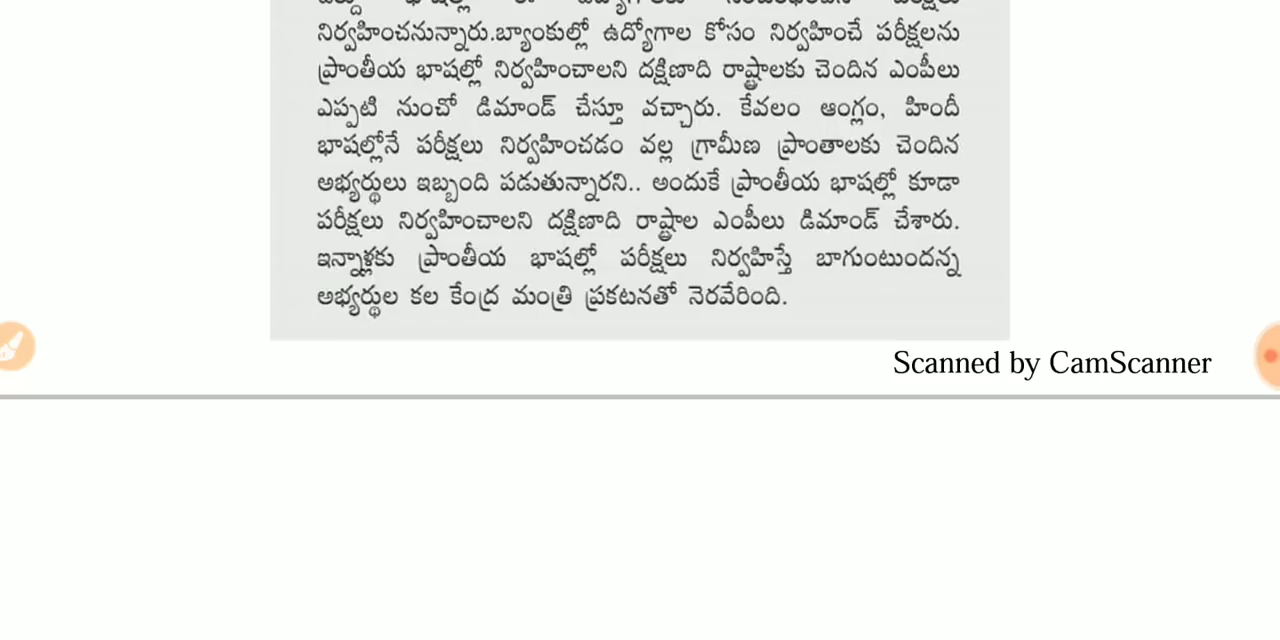 నిర్వహించనున్నారు.బ్యాంకుల్లో ఉద్యోగాల కోసం నిర్వహించే పరీక్షలను
ప్రాంతీయ భాషల్లో నిర్వహించాలని దక్షిణాది రాష్ట్రాలకు చెందిన ఎంపీలు
ఎప్పటి నుంచో డిమాండ్ చేస్తూ వచ్చారు. కేవలం ఆంగ్లం, హిందీ
భాషల్లోనే పరీక్షలు నిర్వహించడం వల్ల గ్రామీణ ప్రాంతాలకు చెందిన
అభ్యర్థులు ఇబ్బంది పడుతున్నారని.. అందుకే ప్రాంతీయ భాషల్లో కూడా
పరీక్షలు నిర్వహించాలని దక్షిణాది రాష్ట్రాల ఎంపీలు డిమాండ్ చేశారు.
ఇన్నాళ్లకు ప్రాంతీయ భాషల్లో పరీక్షలు నిర్వహిస్తే బాగుంటుందన్న
అభ్యర్థుల కల కేంద్ర మంత్రి ప్రకటనతో నెరవేరింది.
Scanned by CamScanner